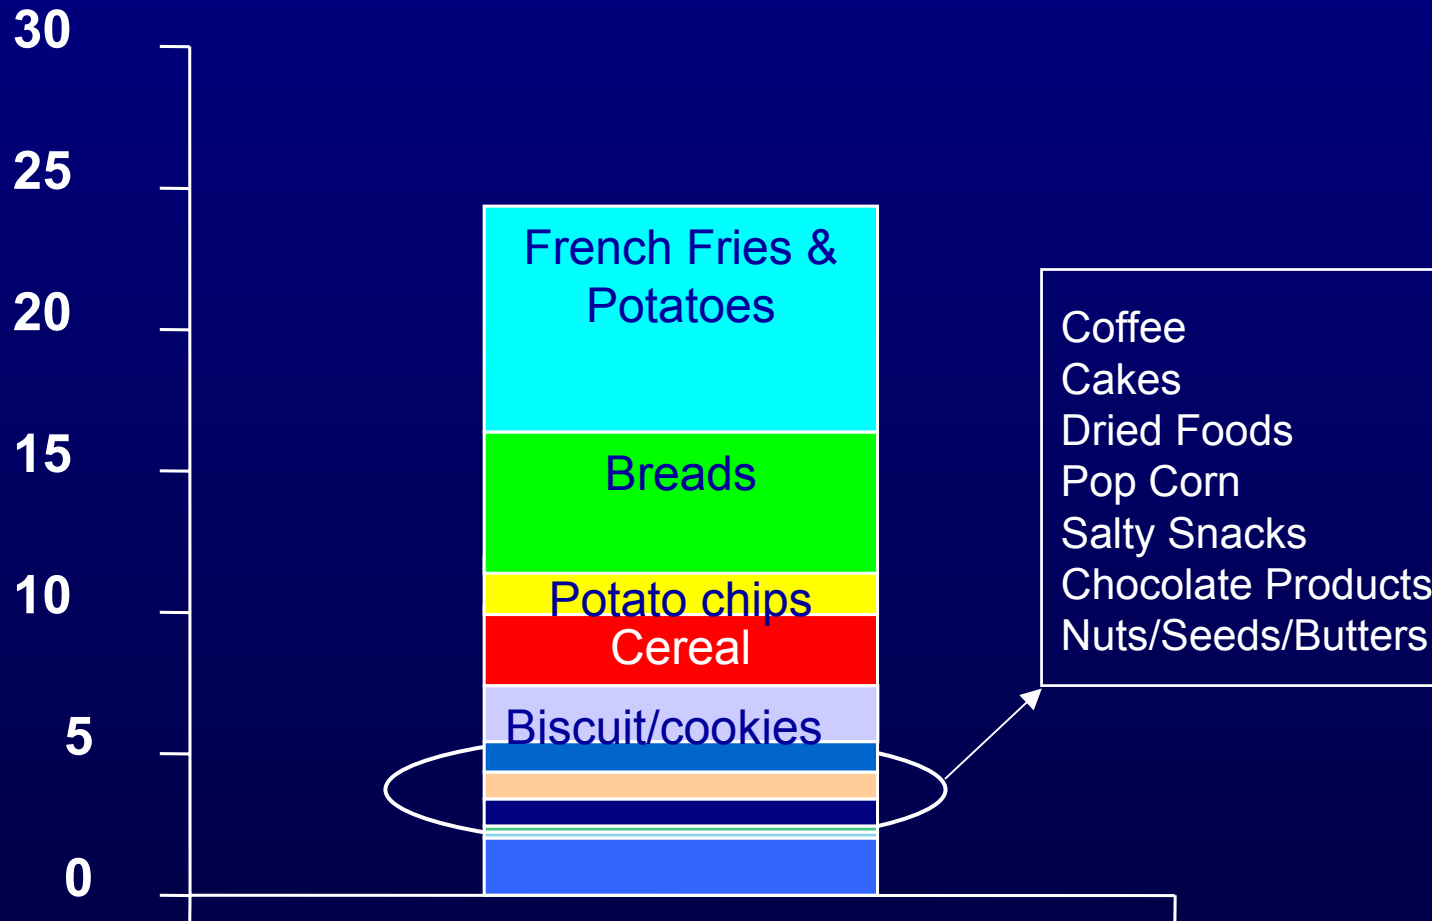 30
25
20
15
10
5
0
French Fries &
Potatoes
Breads
Potato chips
Cereal
Biscuit/cookies
Coffee
Cakes
Dried Foods
Pop Corn
Salty Snacks
Chocolate Products
Nuts/Seeds/Butters